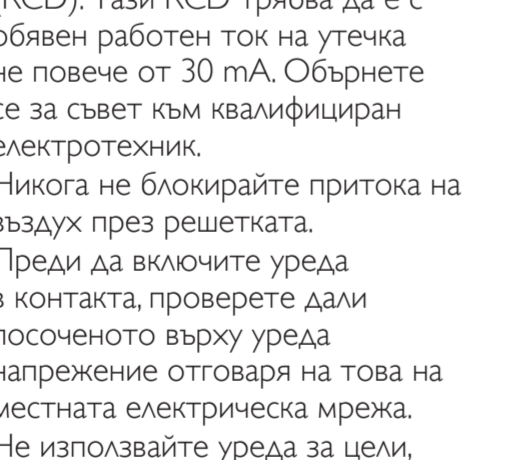 (RCD). Този RCD трябва да е с
обявен работен ток на утечка
не повече от 30 mA. Обърнете
се за съвет към квалифициран
електротехник.
Никога не блокирайте притока на
въздух през решетката.
Преди да включите уреда
в контакта, проверете дали
посоченото върху уреда
напрежение отговаря на това на
местната електрическа мрежа.
Не използвайте уреда за цели,